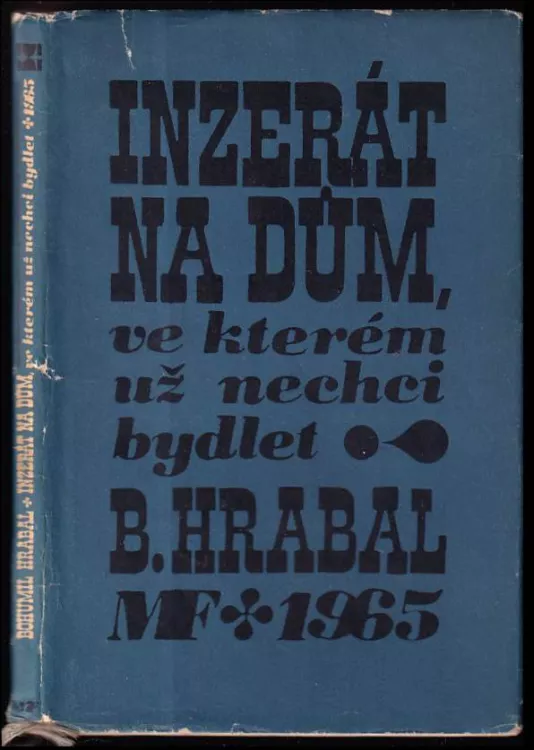 INZERÁT
NA DŮM,
ve kterém
už nechci
bydlet
B. HRABAL
MF 1965
BOHUMIL HRABAL + INZERÁT NA DŮM, ve kterém už nechci bydlet + 1965